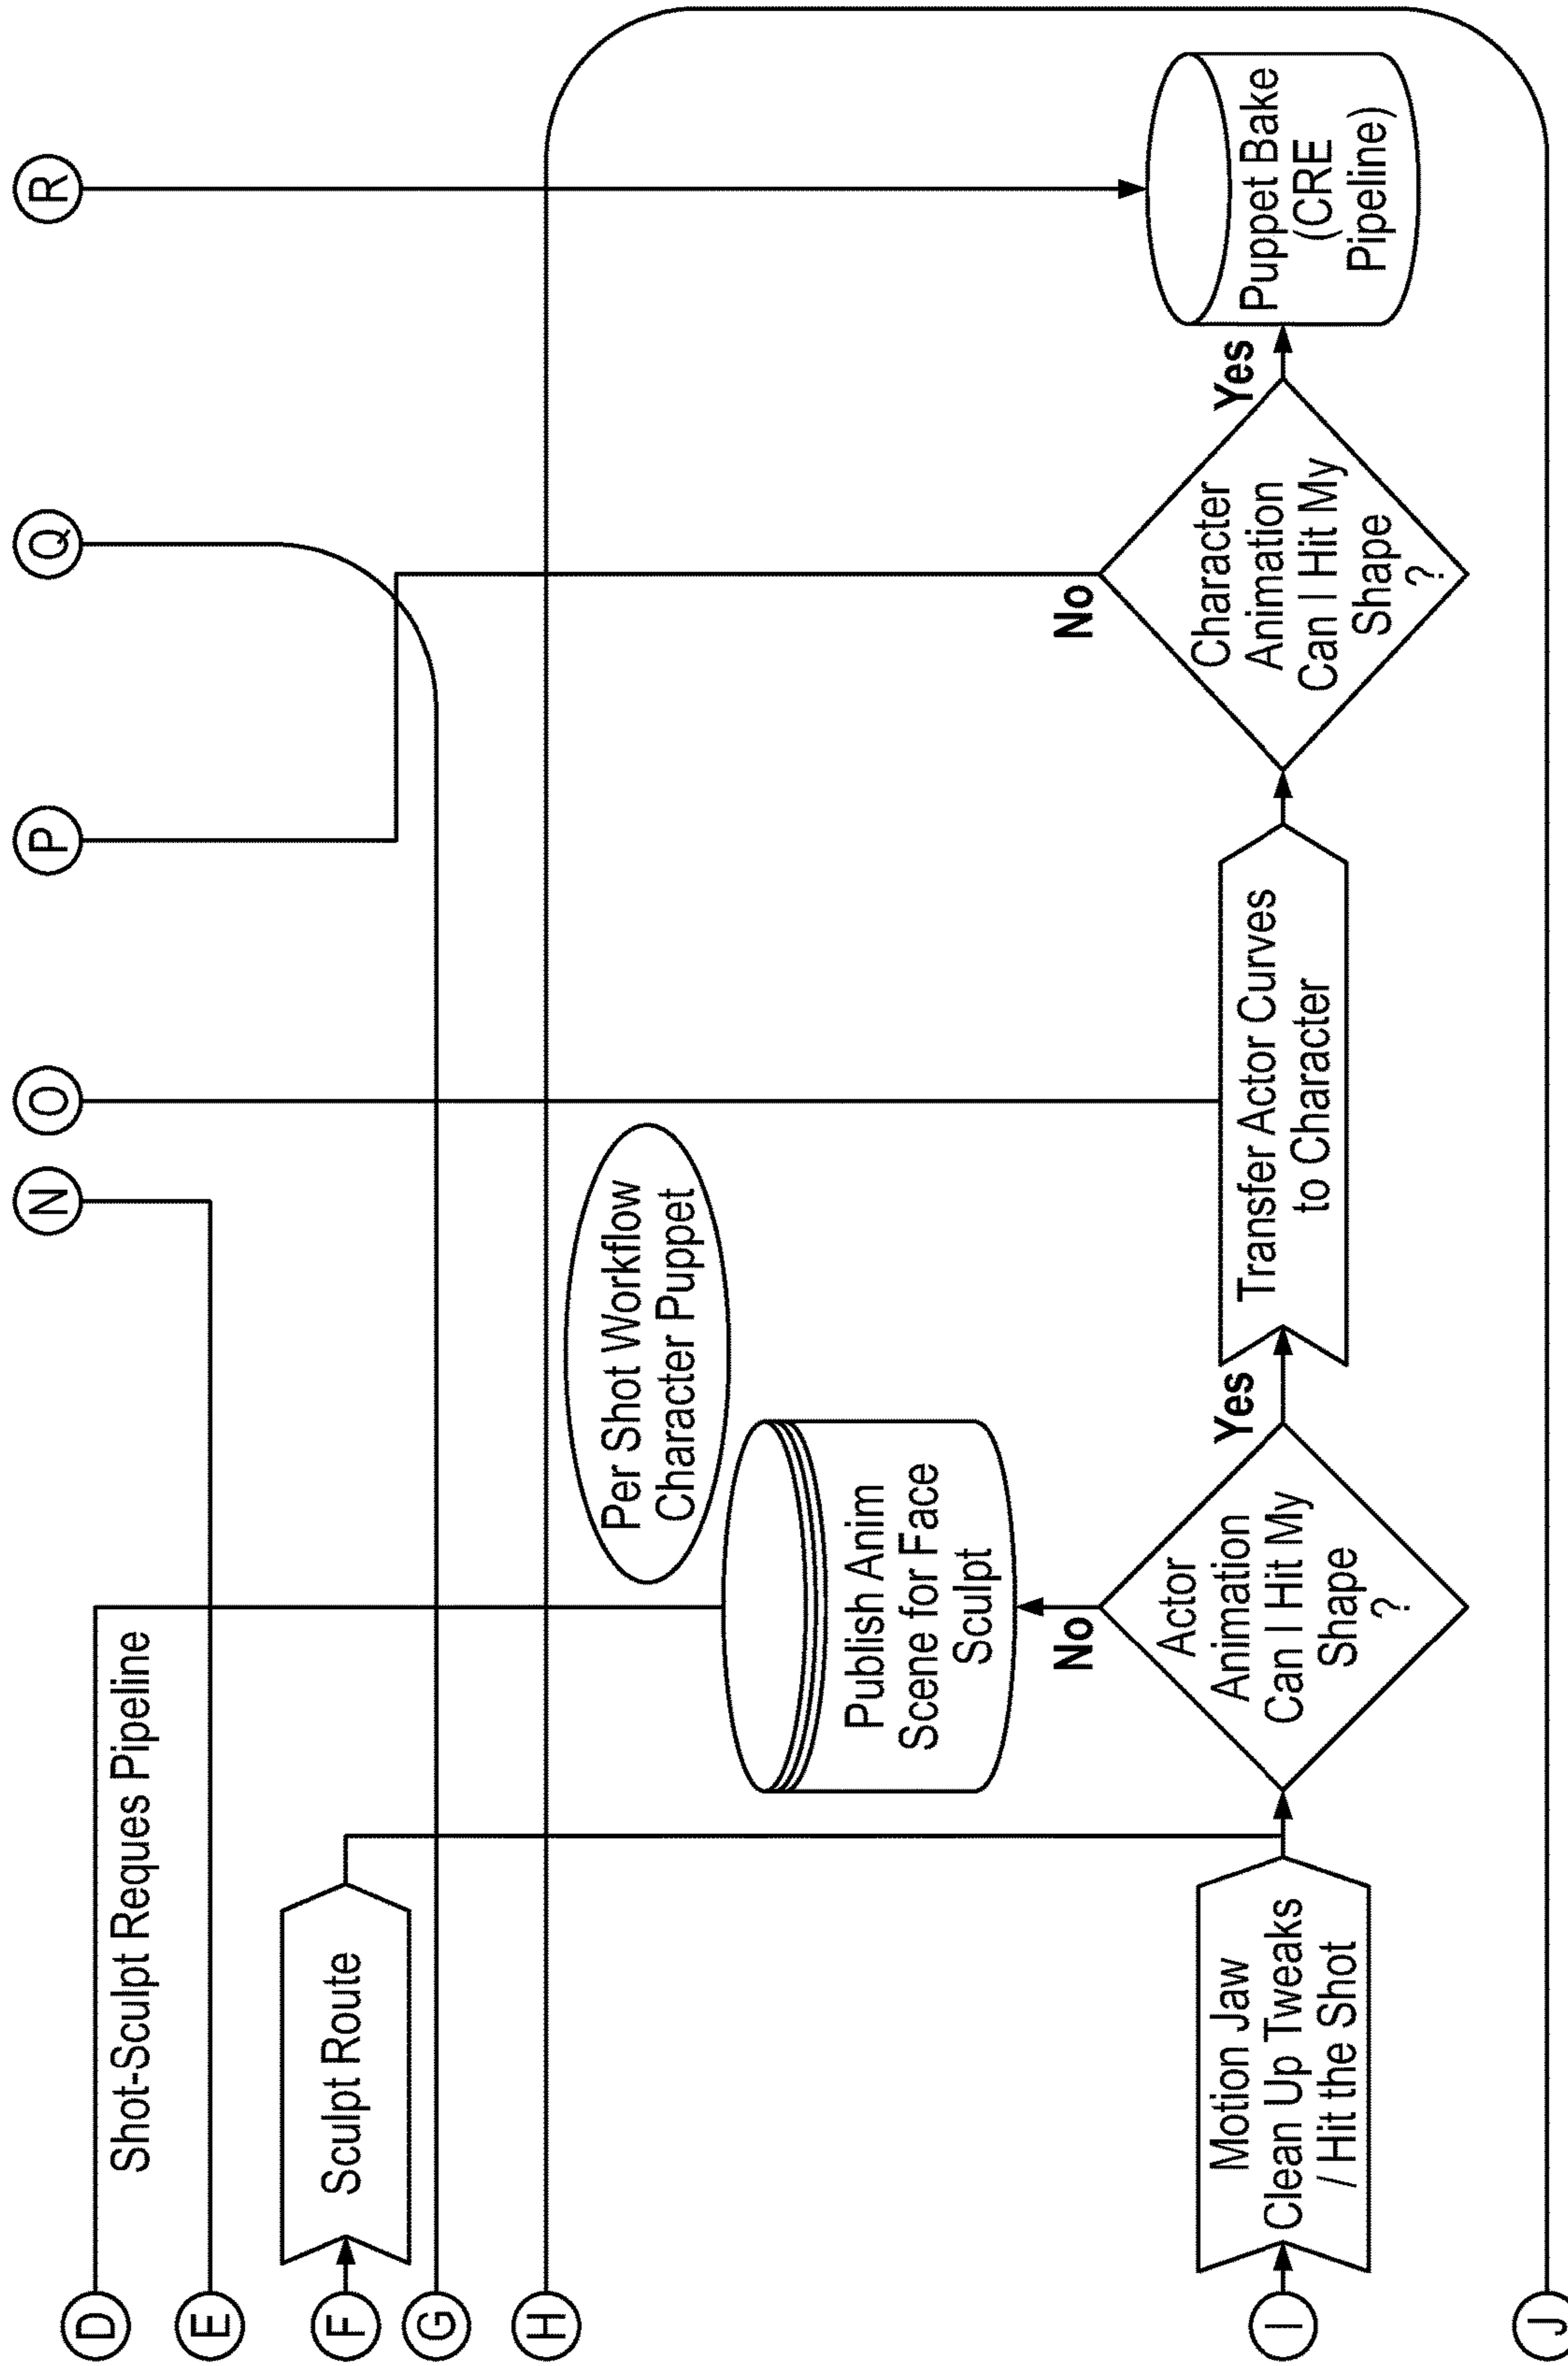 N
O
P
Q
R
D
Shot-Sculpt Reques Pipeline
E
F
Sculpt Route
G
H
Per Shot Workflow
Character Puppet
Publish Anim
Scene for Face
Sculpt
No
No
I
Motion Jaw
Clean Up Tweaks
/ Hit the Shot
Actor
Animation
Can I Hit My
Shape
?
Yes
Transfer Actor Curves
to Character
Character
Animation
Can I Hit My
Shape
?
Yes
Puppet Bake
(CRE
Pipeline)
J